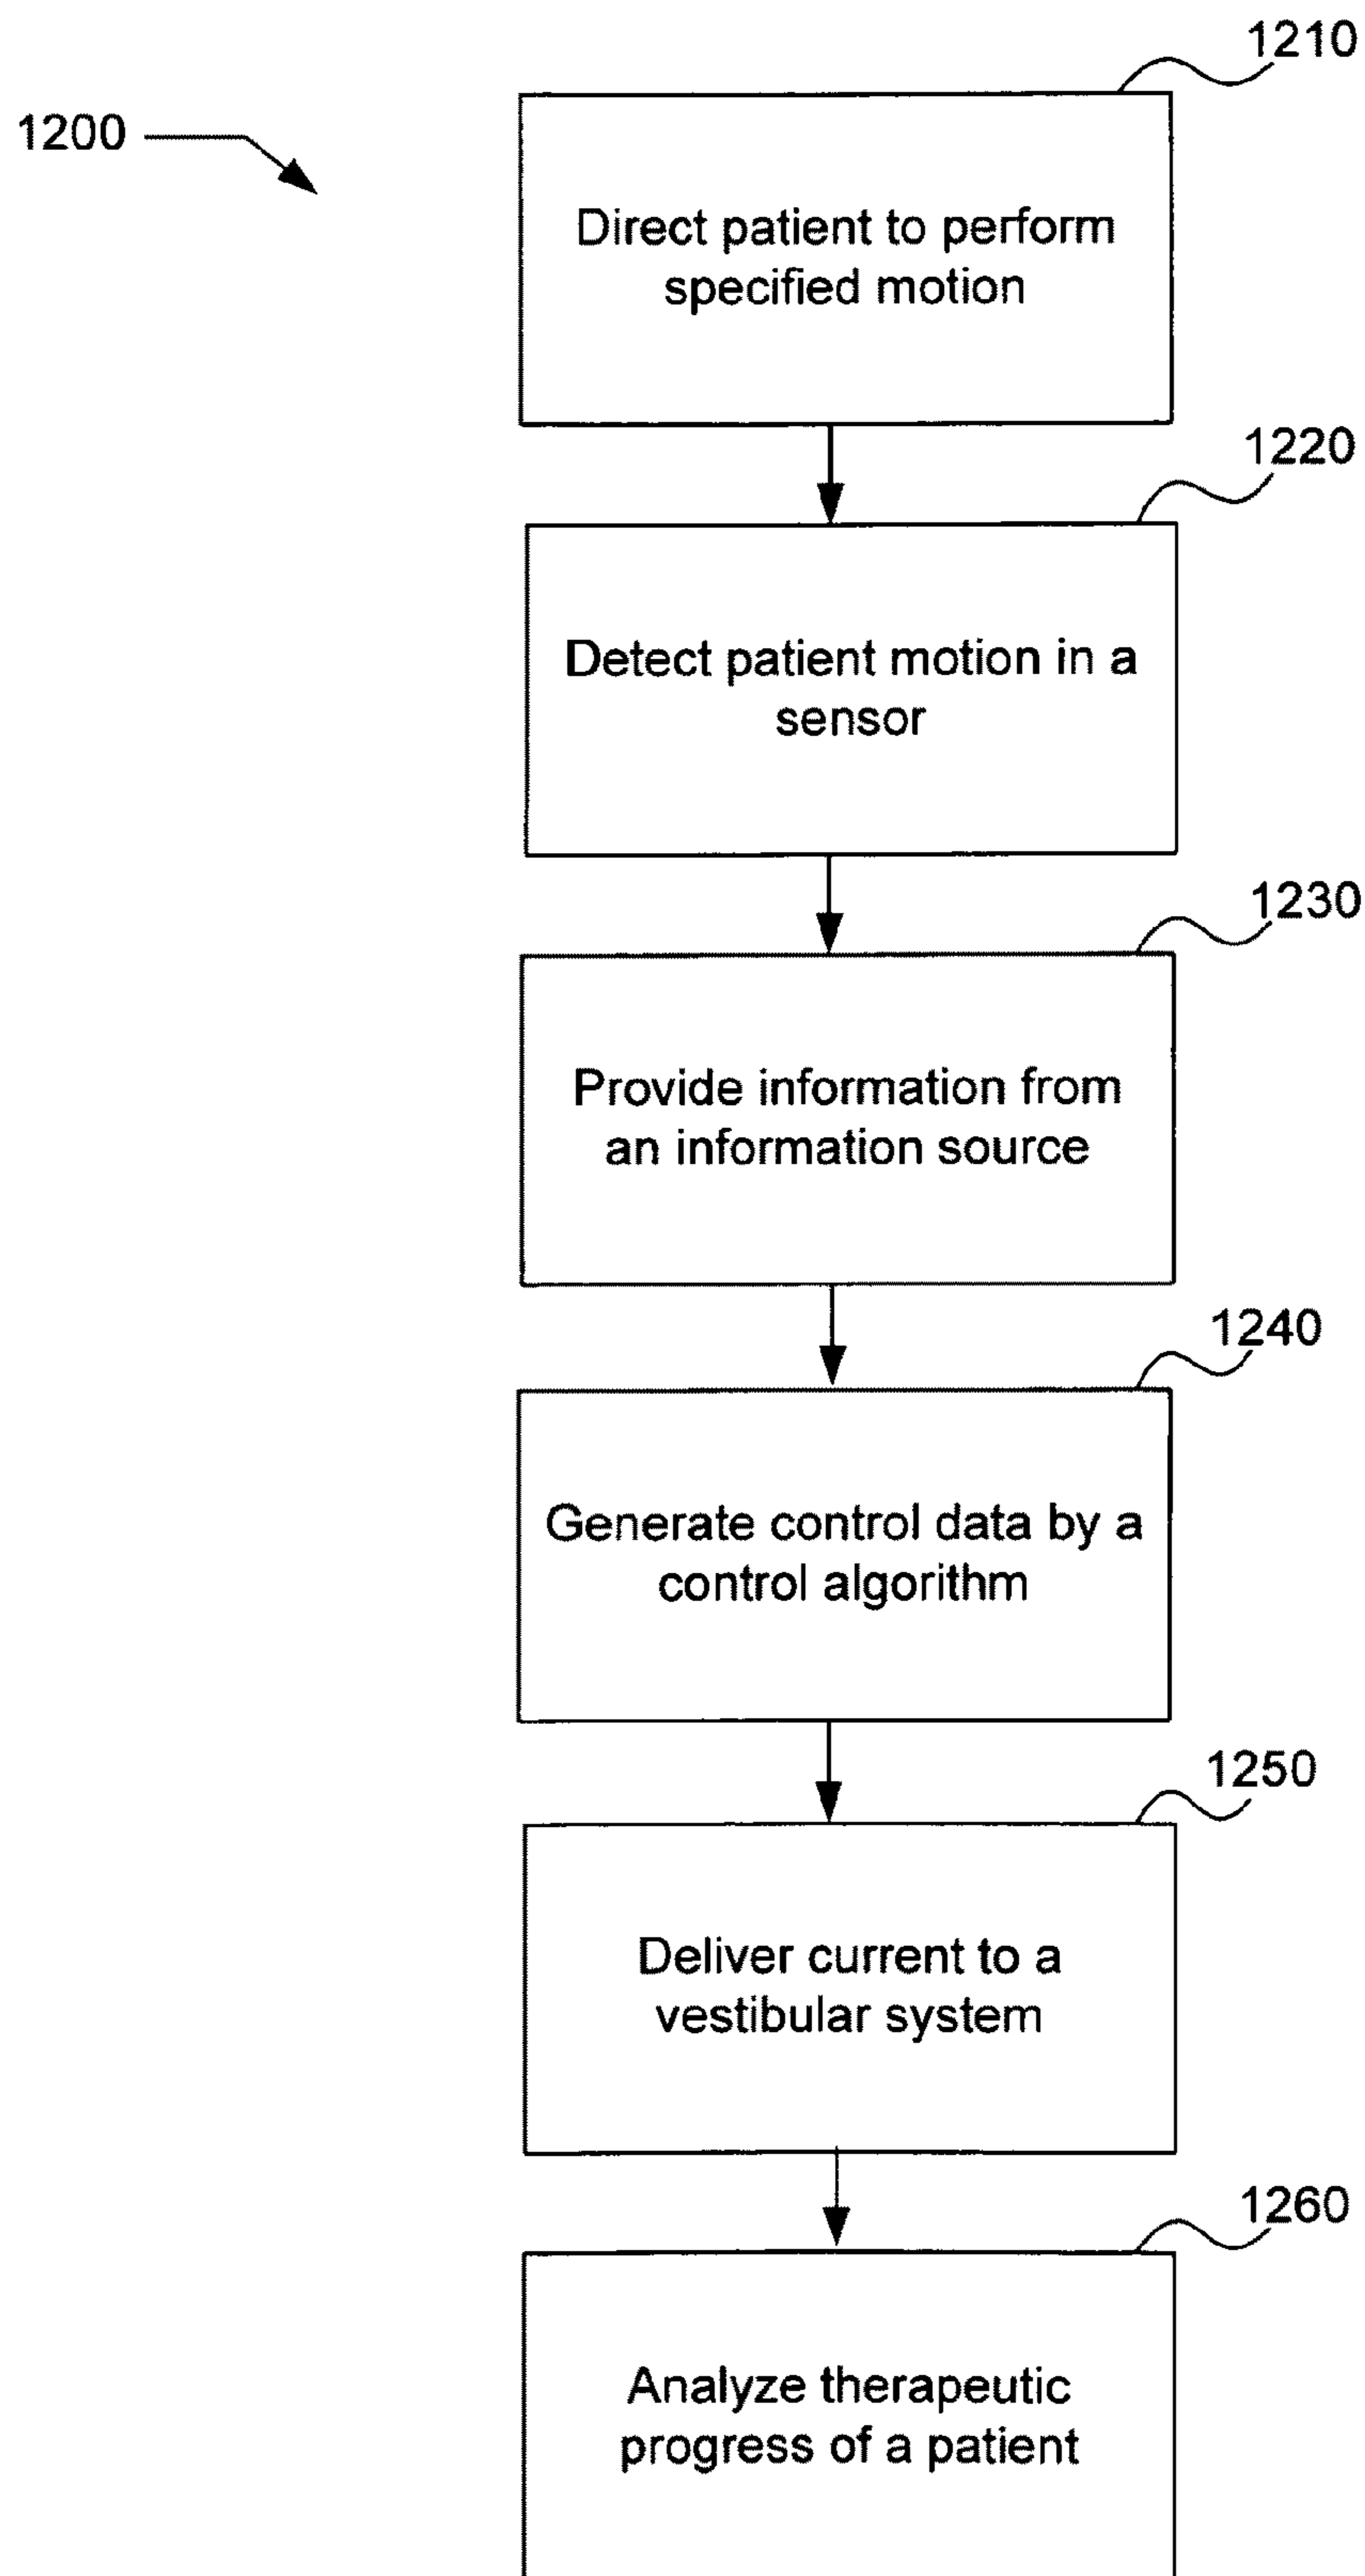 1210
1200
Direct patient to perform
specified motion
1220
Detect patient motion in a
sensor
1230
Provide information from
an information source
1240
Generate control data by a
control algorithm
1250
Deliver current to a
vestibular system
1260
Analyze therapeutic
progress of a patient